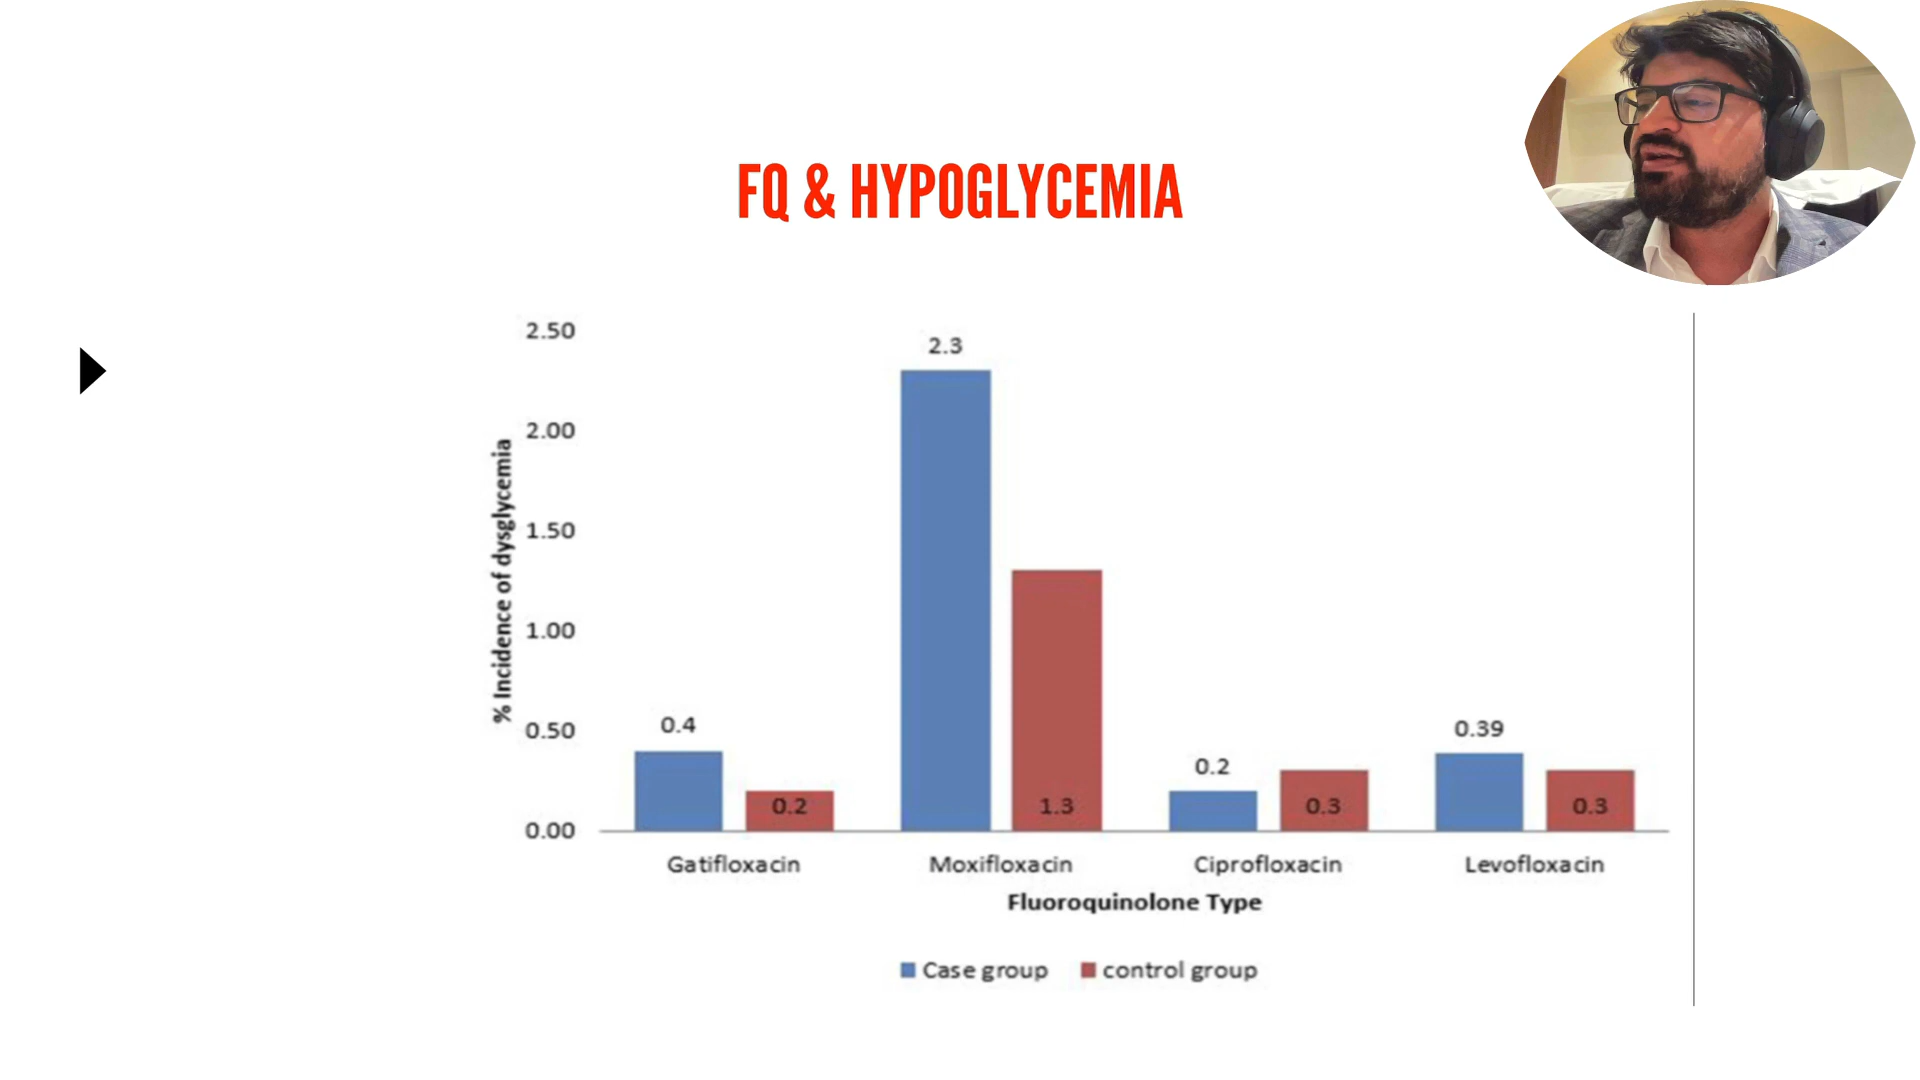 FQ & HYPOGLYCEMIA
2.50
2.00
1.50
1.00
0.50
0.00
% Incidence of dysglycemia
0.4
0.2
2.3
1.3
0.2
0.3
0.39
0.3
Gatifloxacin
Moxifloxacin
Ciprofloxacin
Levofloxacin
Fluoroquinolone Type
Case group
control group